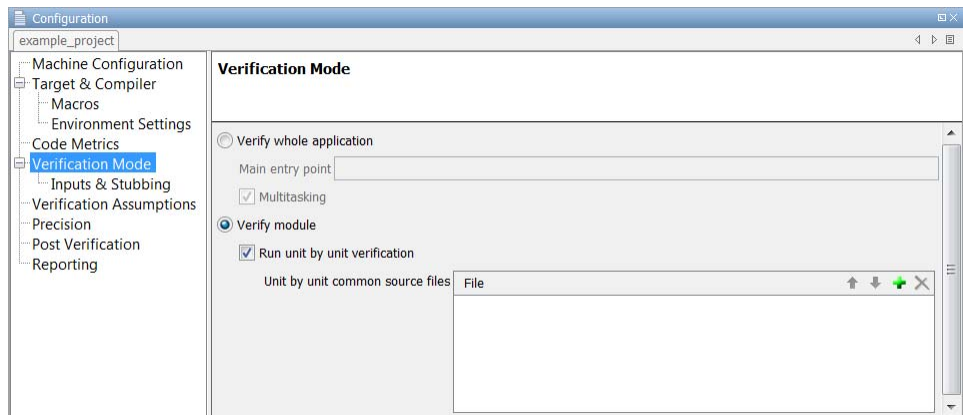 Configuration
example_project
Machine Configuration
Target & Compiler
Macros
Environment Settings
Code Metrics
Verification Mode
Inputs & Stubbing
Verification Assumptions
Precision
Post Verification
Reporting
Verification Mode
Verify whole application
Main entry point
Multitasking
Verify module
Run unit by unit verification
Unit by unit common source files
File